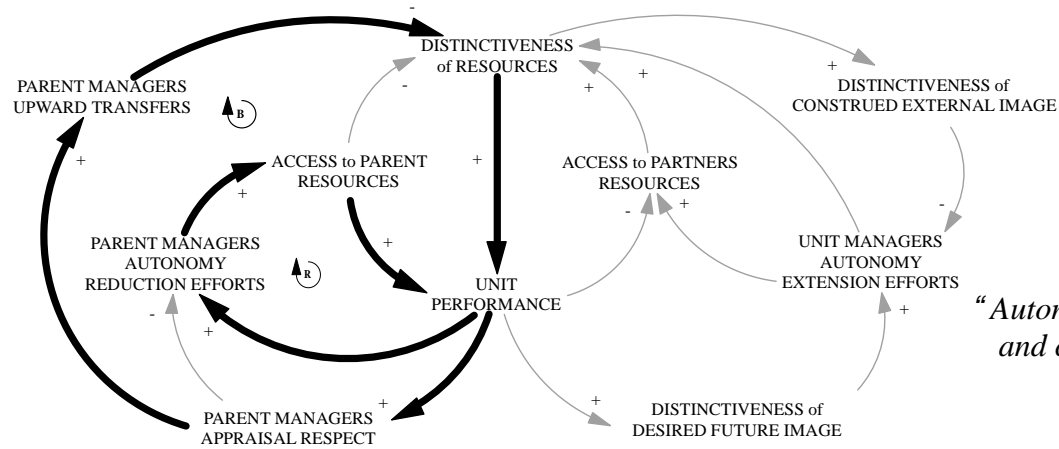 DISTINCTIVENESS
of RESOURCES
PARENT MANAGERS
UPWARD TRANSFERS
DISTINCTIVENESS of
CONSTRUED EXTERNAL IMAGE
B
ACCESS to PARENT
RESOURCES
ACCESS to PARTNERS
RESOURCES
PARENT MANAGERS
AUTONOMY
REDUCTION EFFORTS
R
UNIT
PERFORMANCE
UNIT MANAGERS
AUTONOMY
EXTENSION EFFORTS
PARENT MANAGERS
APPRAISAL RESPECT
DISTINCTIVENESS of
DESIRED FUTURE IMAGE
-
+
-
+
+
+
+
+
+
-
+
-
-
+
+
+
+
and